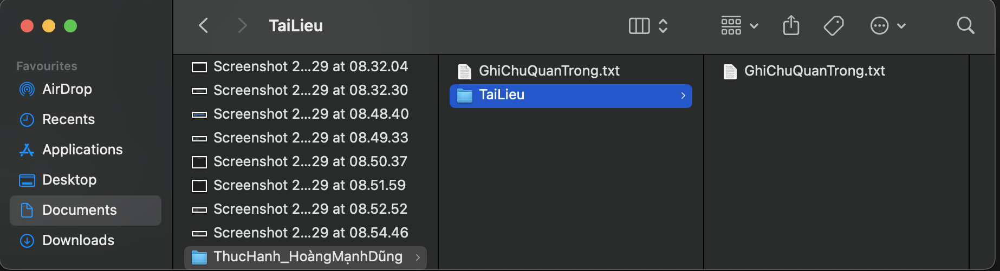 TaiLieu
Favourites
AirDrop
Recents
Applications
Desktop
Documents
Downloads
Screenshot 2...29 at 08.32.04
Screenshot 2...29 at 08.32.30
Screenshot 2...29 at 08.48.40
Screenshot 2...29 at 08.49.33
Screenshot 2...29 at 08.50.37
Screenshot 2...29 at 08.51.59
Screenshot 2...29 at 08.52.52
Screenshot 2...29 at 08.54.46
ThucHanh_HoàngMạnhDũng
GhiChuQuanTrong.txt
TaiLieu
GhiChuQuanTrong.txt